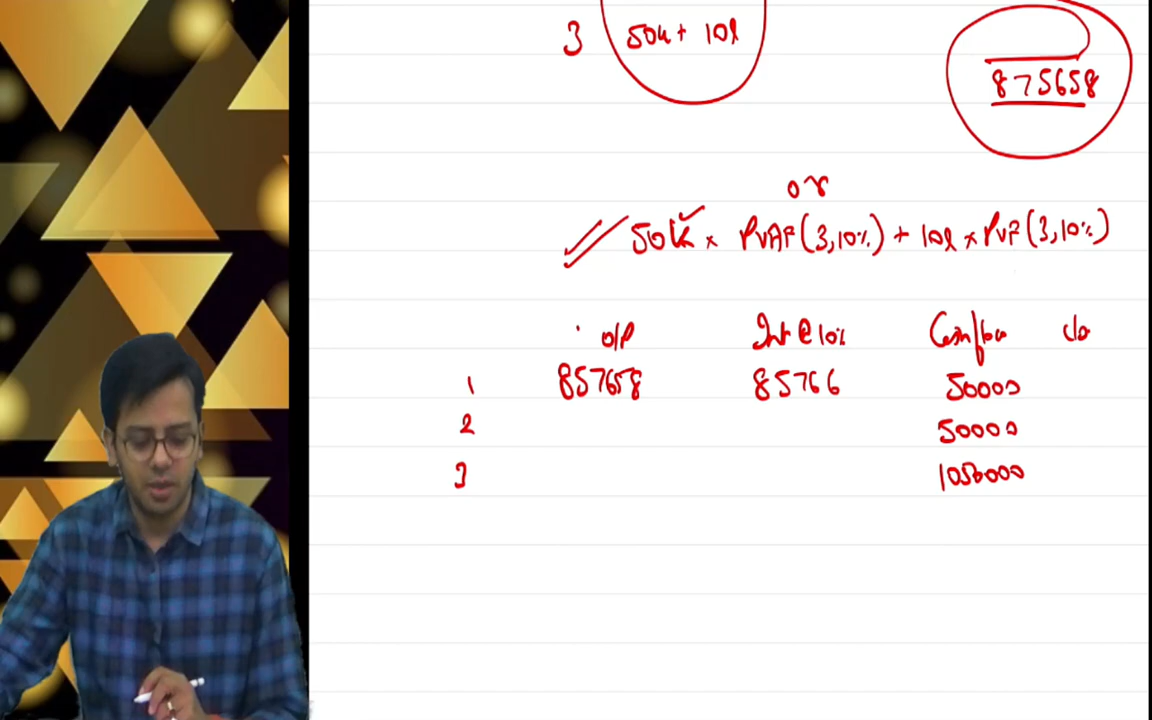 3 50k + 10l
875658
or
50k × PVAF (3,10%) + 10l × PVF (3,10%)
o/p Int @ 10% Cashflow clo
1 857658 85766 50000
2 50000
3 1050000